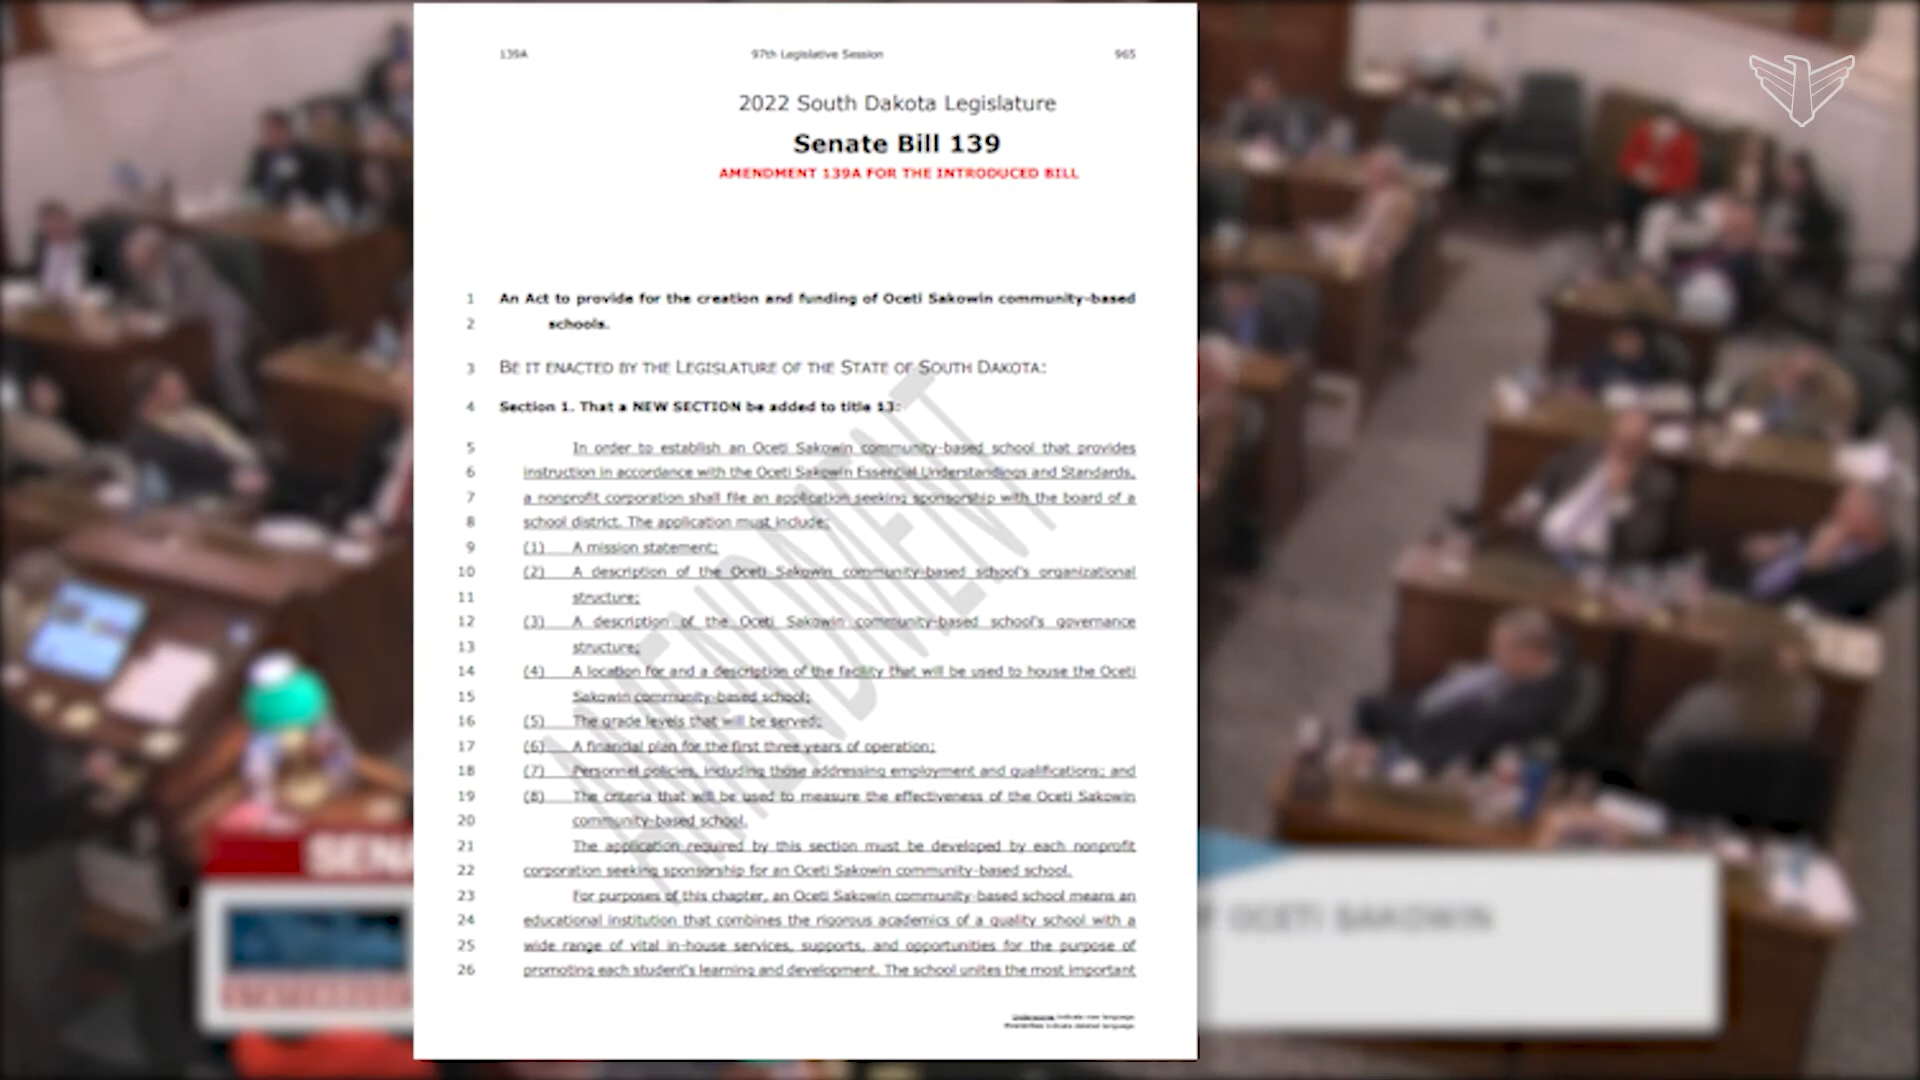 139A 97th Legislative Session 965
2022 South Dakota Legislature
Senate Bill 139
AMENDMENT 139A FOR THE INTRODUCED BILL
1 An Act to provide for the creation and funding of Oceti Sakowin community-based
2 schools.
3 BE IT ENACTED BY THE LEGISLATURE OF THE STATE OF SOUTH DAKOTA:
4 Section 1. That a NEW SECTION be added to title 13:
5 In order to establish an Oceti Sakowin community-based school that provides
6 instruction in accordance with the Oceti Sakowin Essential Understandings and Standards,
7 a nonprofit corporation shall file an application seeking sponsorship with the board of a
8 school district. The application must include:
9 (1) A mission statement;
10 (2) A description of the Oceti Sakowin community-based school's organizational
11 structure;
12 (3) A description of the Oceti Sakowin community-based school's governance
13 structure;
14 (4) A location for and a description of the facility that will be used to house the Oceti
15 Sakowin community-based school;
16 (5) The grade levels that will be served;
17 (6) A financial plan for the first three years of operation;
18 (7) Personnel policies, including those addressing employment and qualifications; and
19 (8) The criteria that will be used to measure the effectiveness of the Oceti Sakowin
20 community-based school.
21 The application required by this section must be developed by each nonprofit
22 corporation seeking sponsorship for an Oceti Sakowin community-based school.
23 For purposes of this chapter, an Oceti Sakowin community-based school means an
24 educational institution that combines the rigorous academics of a quality school with a
25 wide range of vital in-house services, supports, and opportunities for the purpose of
26 promoting each student's learning and development. The school unites the most important
AMENDMENT
Underscores indicate new language.
Overstrikes indicate deleted language.
SENA
OCETI SAKOWIN